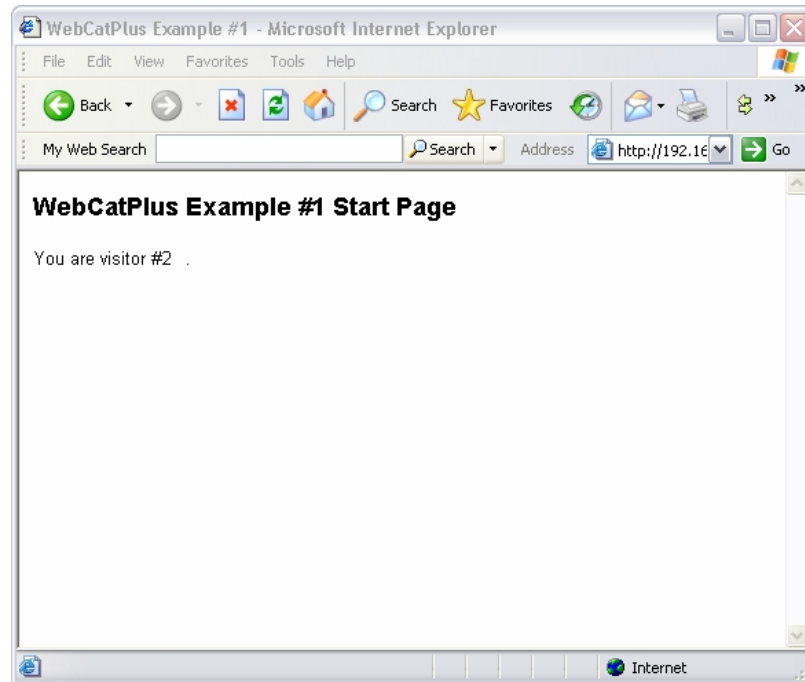 WebCatPlus Example #1 - Microsoft Internet Explorer
File Edit View Favorites Tools Help
Back Search Favorites » »
My Web Search Search Address http://192.16 Go
WebCatPlus Example #1 Start Page
You are visitor #2 .
Internet